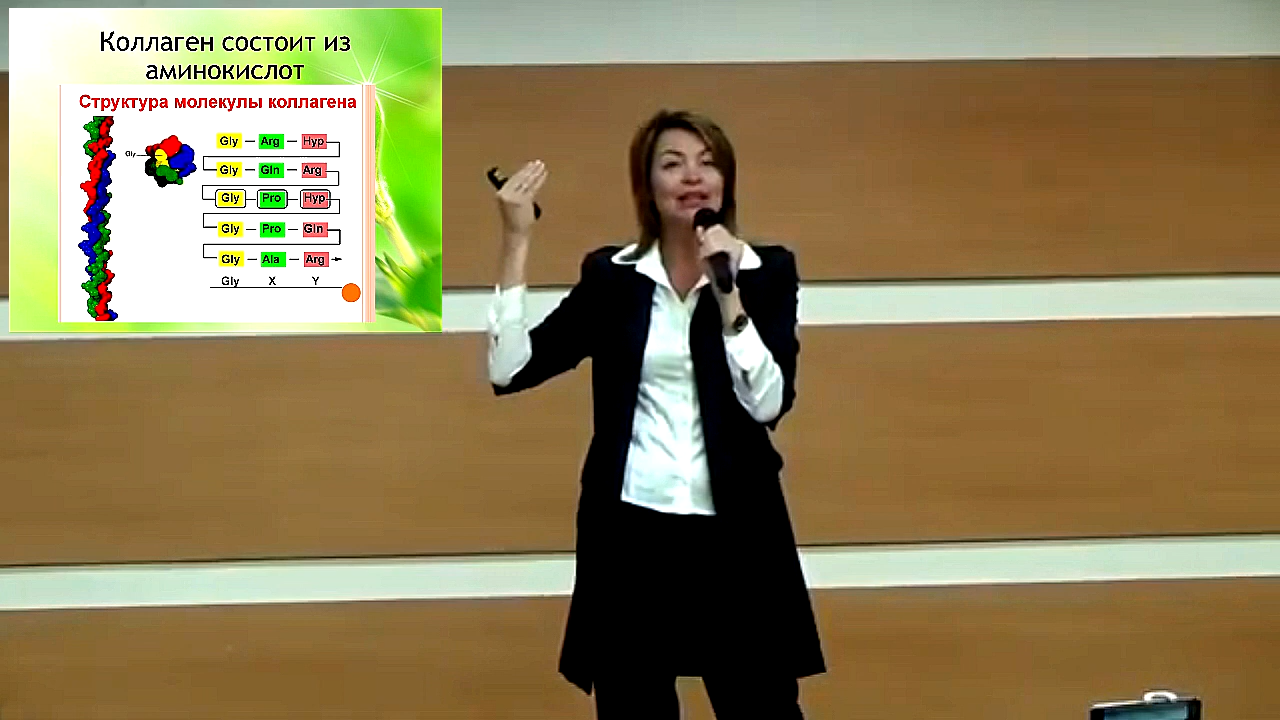 Коллаген состоит из
аминокислот
Структура молекулы коллагена
Gly
Gly — Arg — Hyp
Gly — Gln — Arg
Gly — Pro — Hyp
Gly — Pro — Gln
Gly — Ala — Arg
Gly X Y